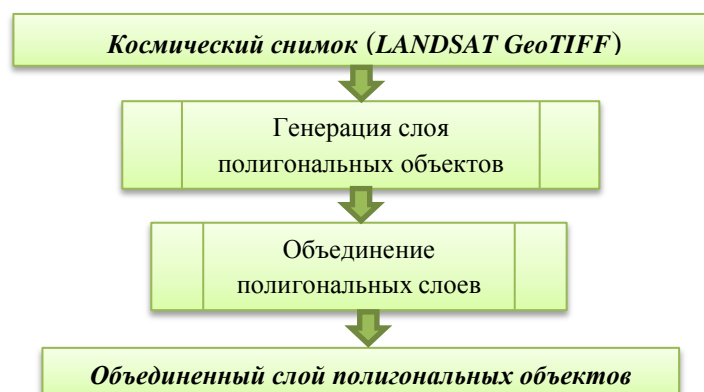 Космический снимок (LANDSAT GeoTIFF)
Генерация слоя
полигональных объектов
Объединение
полигональных слоев
Объединенный слой полигональных объектов